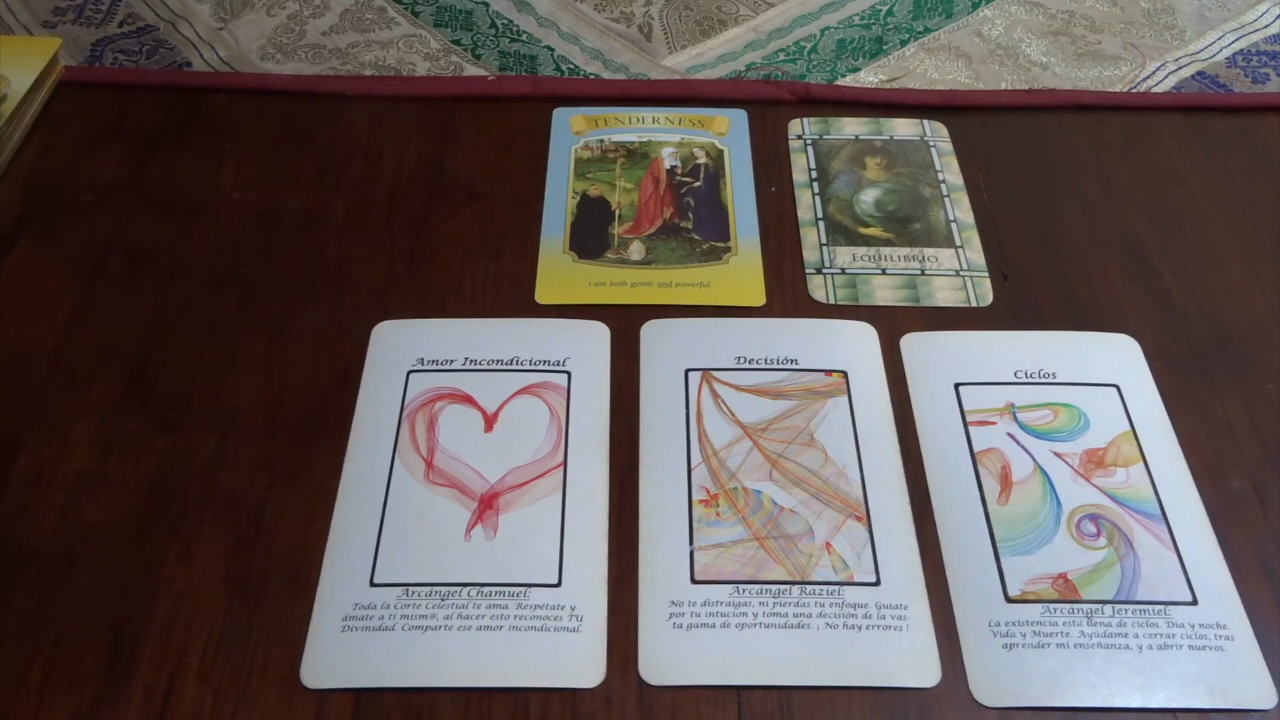 TENDERNESS
I am both gentle and powerful.
EQUILIBRIO
Amor Incondicional
Arcángel Chamuel:
Toda la Corte Celestial te ama. Respétate y
ámate a ti mism@, al hacer esto reconoces TU
Divinidad. Comparte ese amor incondicional.
Decisión
Arcángel Raziel:
No te distraigas, ni pierdas tu enfoque. Guíate
por tu intucion y toma una decisión de la vas-
ta gama de oportunidades. ¡ No hay errores !
Ciclos
Arcángel Jeremiel:
La existencia está llena de ciclos. Día y noche.
Vida y Muerte. Ayúdame a cerrar ciclos, tras
aprender mi enseñanza, y a abrir nuevos.